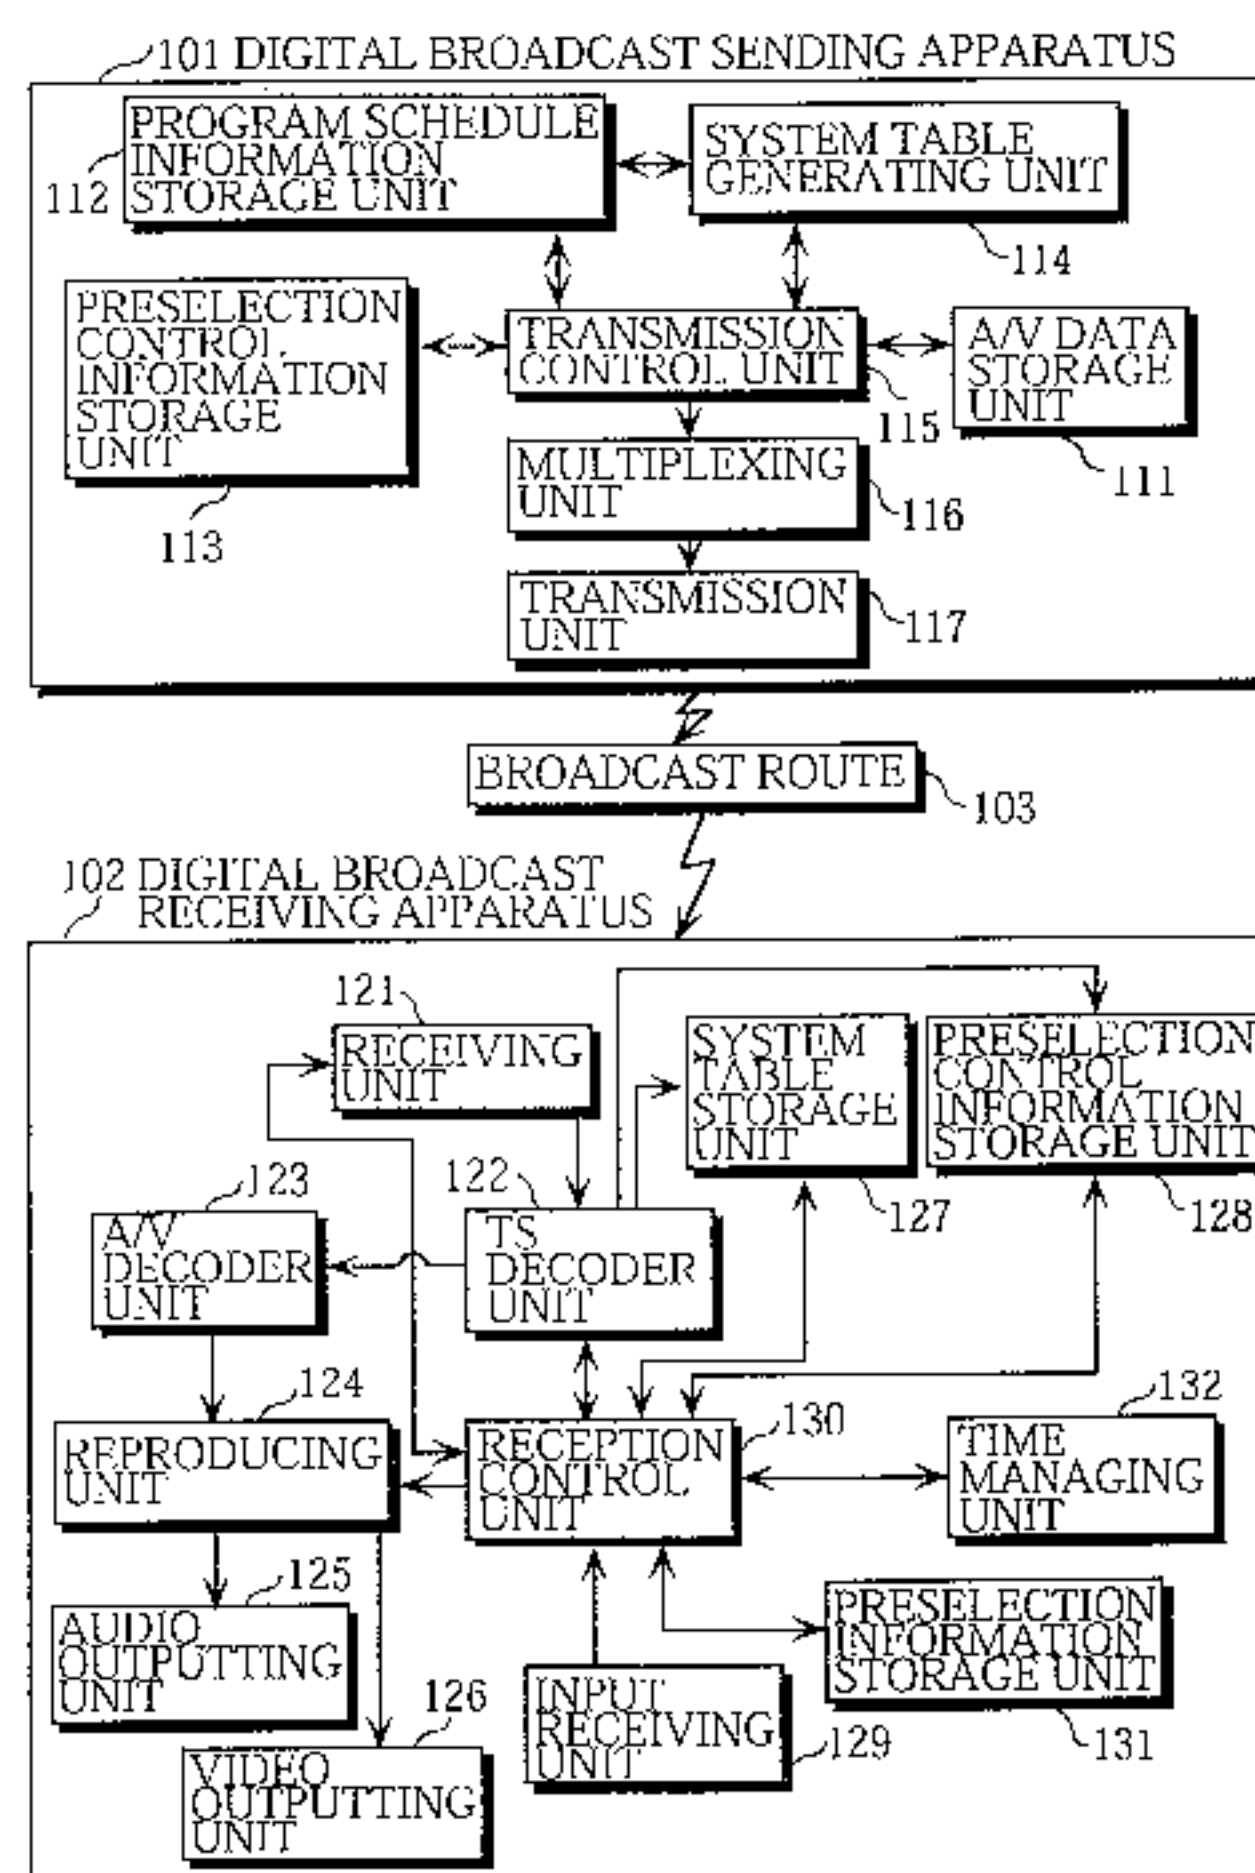 101 DIGITAL BROADCAST SENDING APPARATUS
PROGRAM SCHEDULE
INFORMATION
STORAGE UNIT
112
SYSTEM TABLE
GENERATING UNIT
114
PRESELECTION
CONTROL
INFORMATION
STORAGE
UNIT
113
TRANSMISSION
CONTROL UNIT
115
A/V DATA
STORAGE
UNIT
111
MULTIPLEXING
UNIT
116
TRANSMISSION
UNIT
117
BROADCAST ROUTE
103
102 DIGITAL BROADCAST
RECEIVING APPARATUS
121
RECEIVING
UNIT
SYSTEM
TABLE
STORAGE
UNIT
127
PRESELECTION
CONTROL
INFORMATION
STORAGE UNIT
128
123
A/V
DECODER
UNIT
122
TS
DECODER
UNIT
124
REPRODUCING
UNIT
130
RECEPTION
CONTROL
UNIT
132
TIME
MANAGING
UNIT
125
AUDIO
OUTPUTTING
UNIT
126
VIDEO
OUTPUTTING
UNIT
INPUT
RECEIVING
UNIT
129
PRESELECTION
INFORMATION
STORAGE UNIT
131